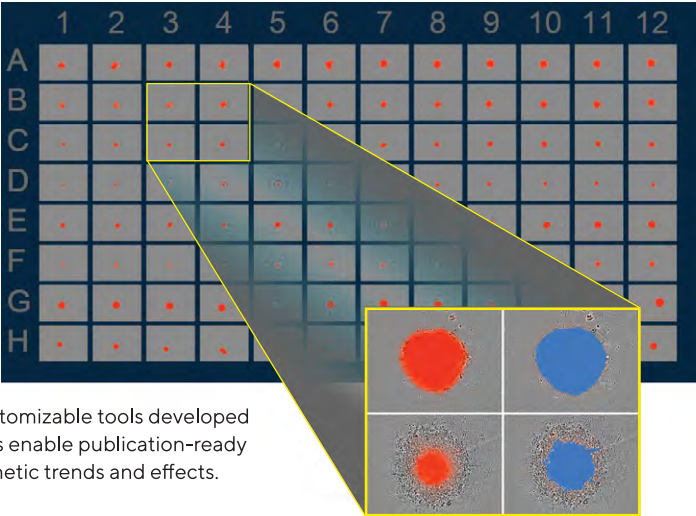 1 2 3 4 5 6 7 8 9 10 11 12
A
B
C
D
E
F
G
H
tomizable tools developed
s enable publication-ready
netic trends and effects.